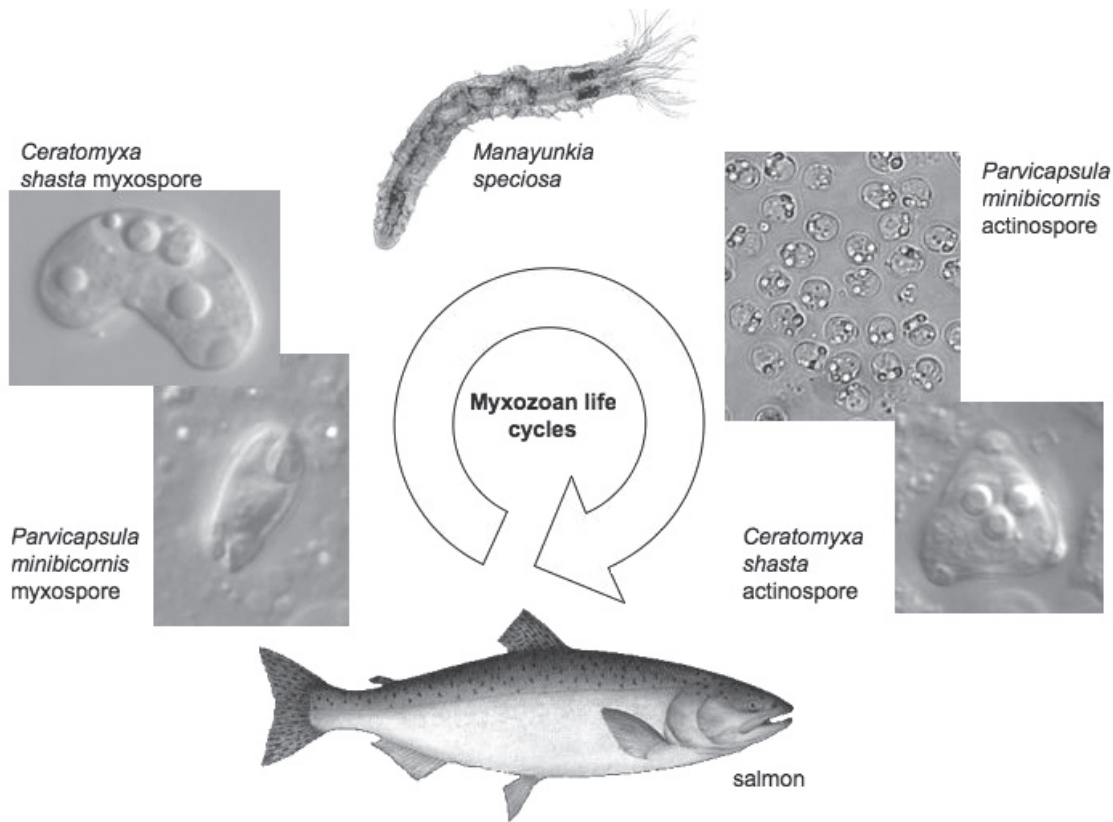 Ceratomyxa
shasta myxospore
Manayunkia
speciosa
Parvicapsula
minibicornis
actinospore
Myxozoan life
cycles
Parvicapsula
minibicornis
myxospore
Ceratomyxa
shasta
actinospore
salmon